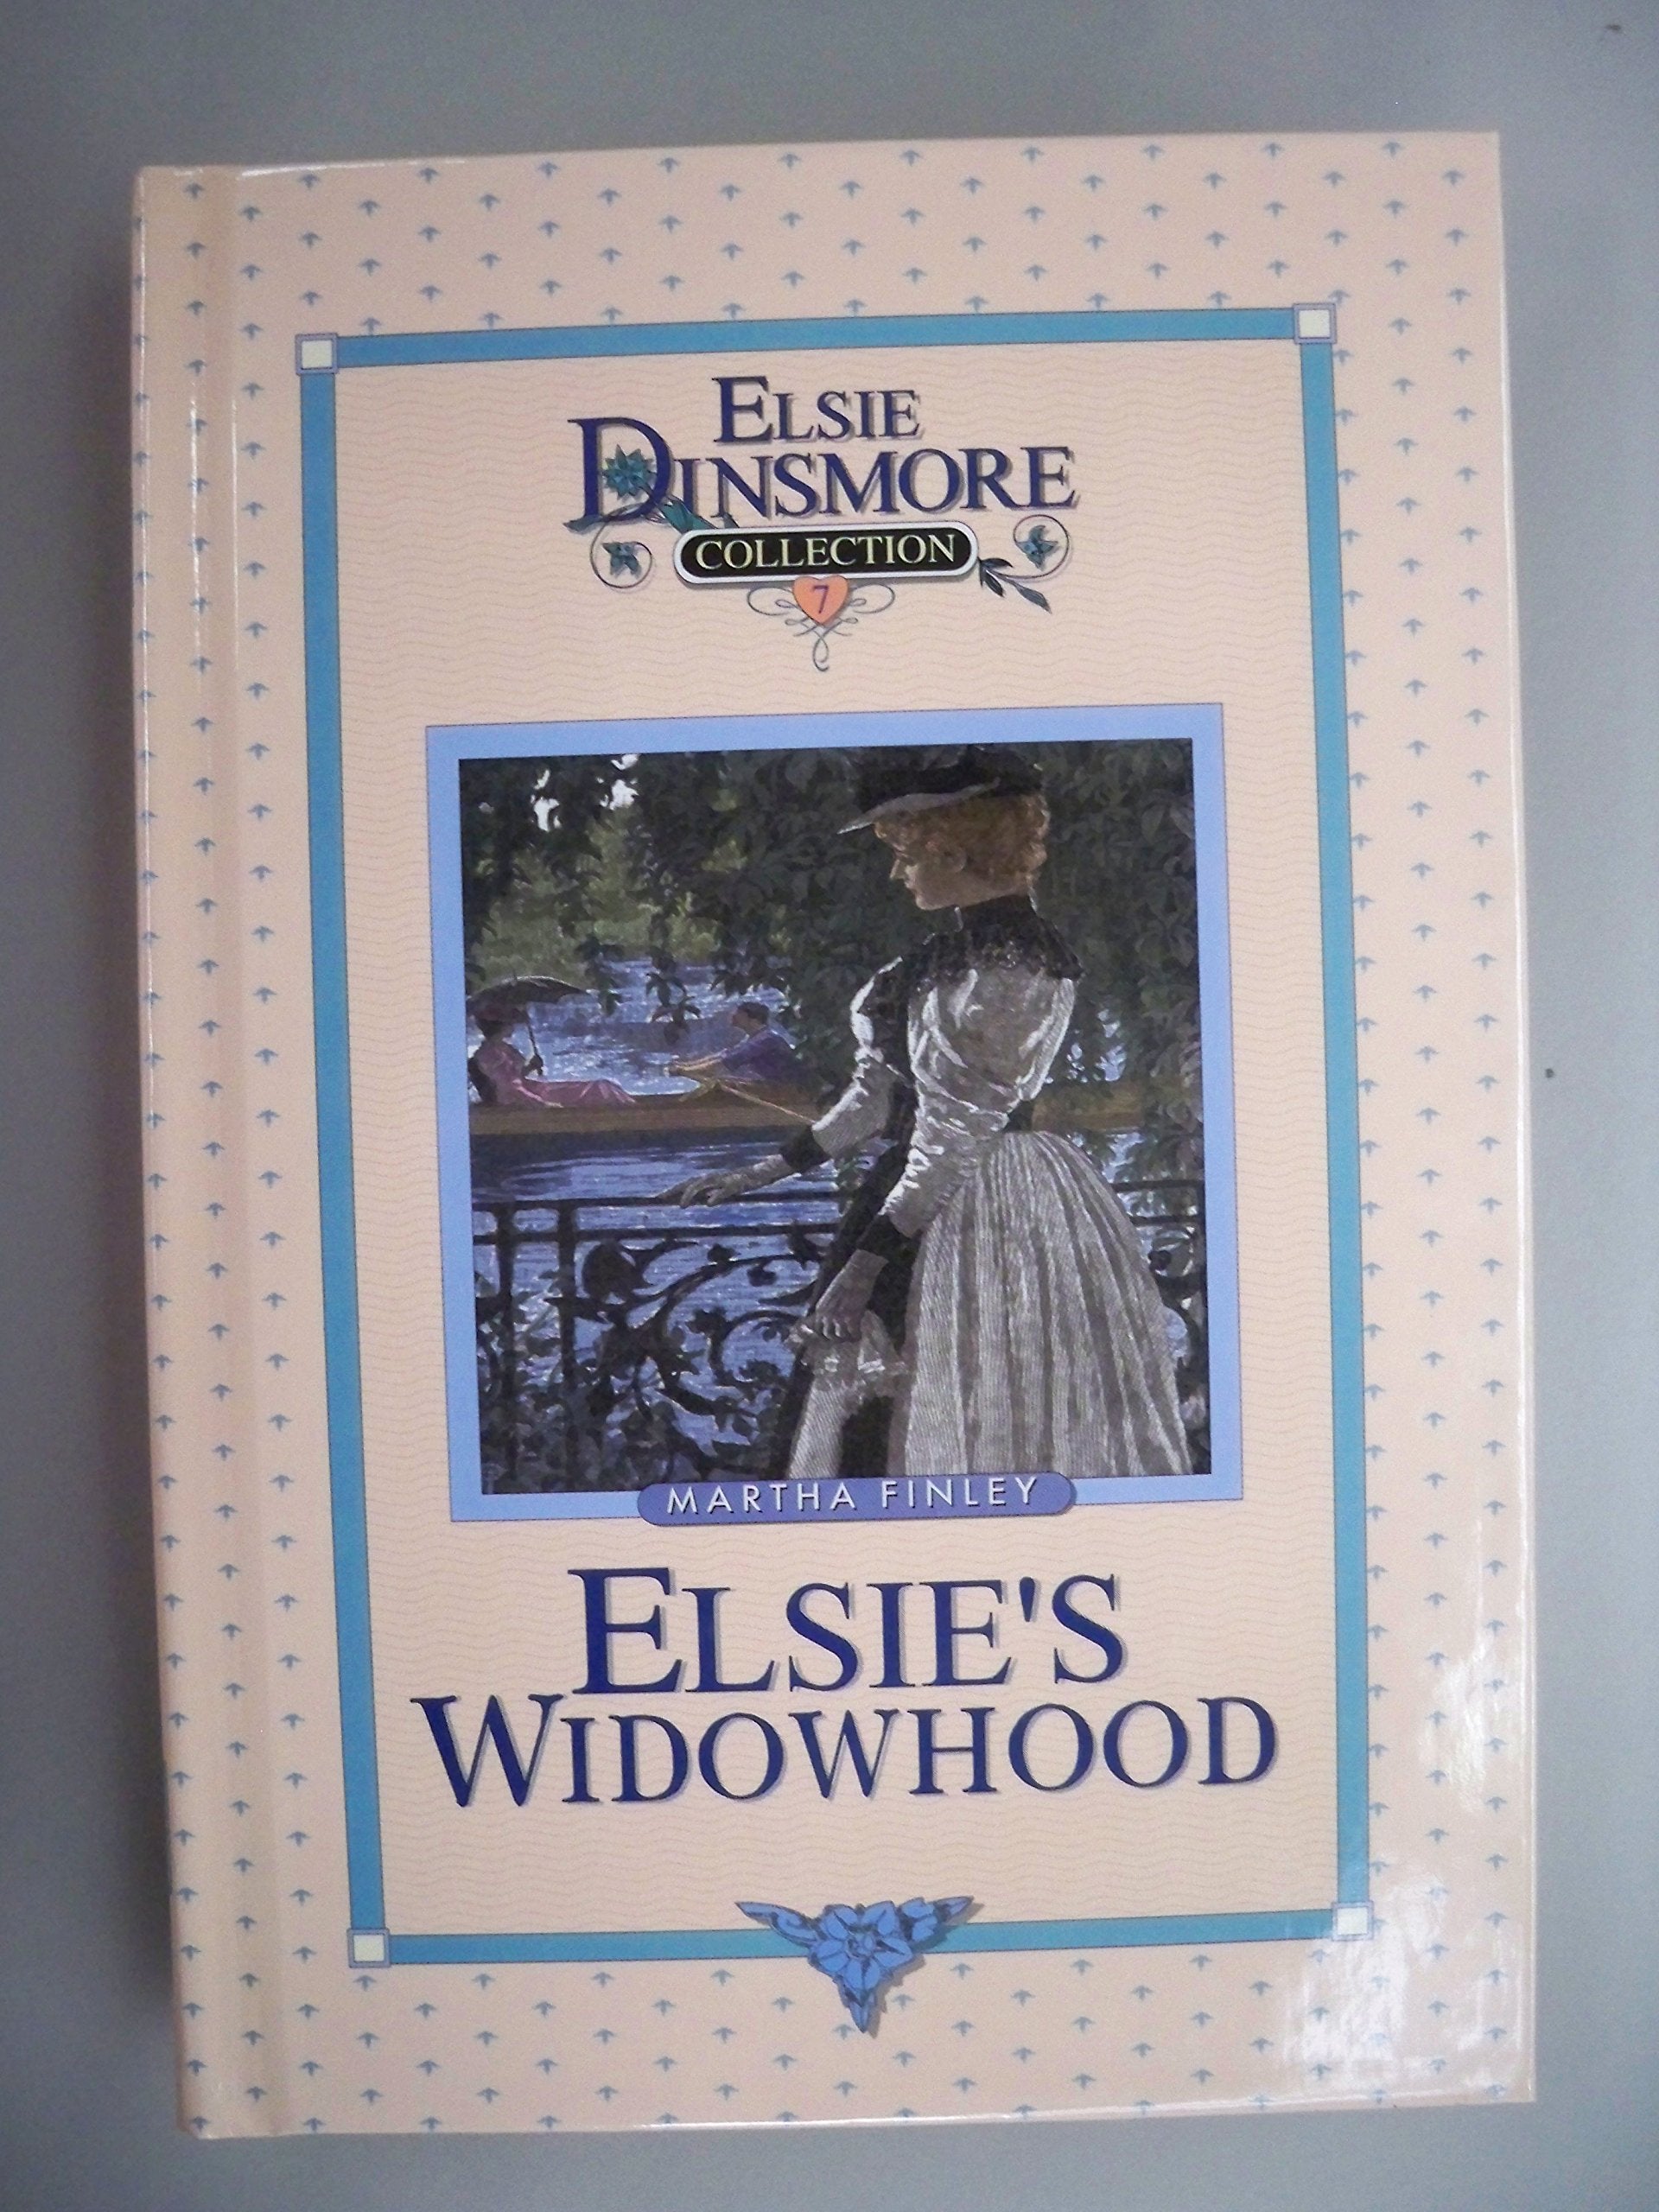 ELSIE
DINSMORE
COLLECTION
7
MARTHA FINLEY
ELSIE'S
WIDOWHOOD